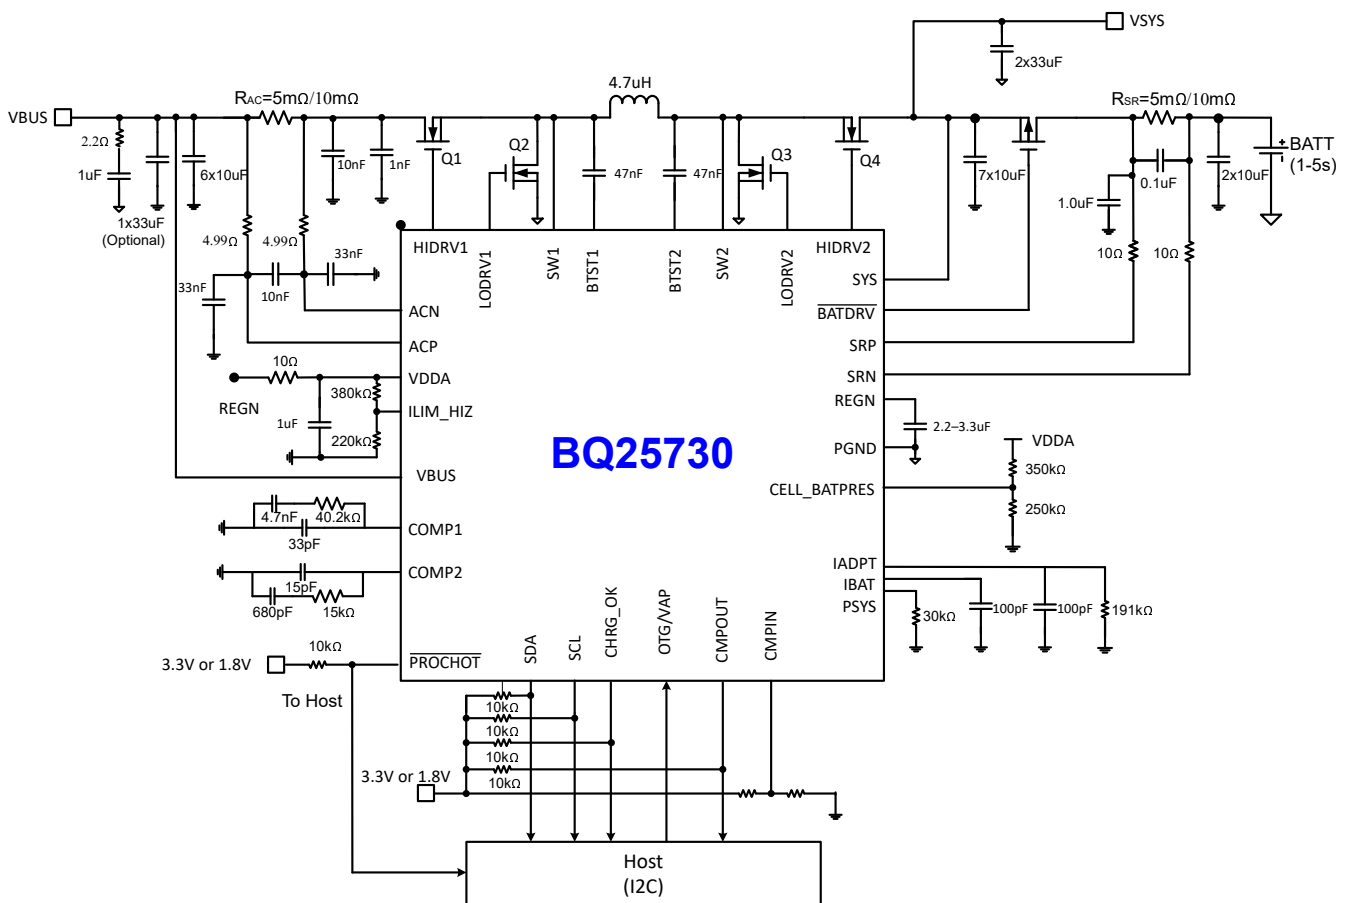 VSYS
2x33uF
4.7uH
RAC=5mΩ/10mΩ
RSR=5mΩ/10mΩ
VBUS
2.2Ω
1uF
6x10uF
10nF
1nF
Q1
Q2
47nF
47nF
Q3
Q4
7x10uF
0.1uF
1.0uF
2x10uF
+
-
BATT
(1-5s)
1x33uF
(Optional)
4.99Ω
4.99Ω
33nF
33nF
10nF
10Ω
10Ω
HIDRV1
LODRV1
SW1
BTST1
BTST2
SW2
LODRV2
HIDRV2
SYS
BATDRV
SRP
SRN
REGN
PGND
CELL_BATPRES
IADPT
IBAT
PSYS
ACN
ACP
VDDA
ILIM_HIZ
VBUS
COMP1
COMP2
PROCHOT
BQ25730
10Ω
REGN
380kΩ
1uF
220kΩ
2.2–3.3uF
VDDA
350kΩ
250kΩ
4.7nF
40.2kΩ
33pF
15pF
680pF
15kΩ
30kΩ
100pF
100pF
191kΩ
SDA
SCL
CHRG_OK
OTG/VAP
CMPOUT
CMPIN
10kΩ
3.3V or 1.8V
To Host
10kΩ
10kΩ
10kΩ
10kΩ
3.3V or 1.8V
Host
(I2C)